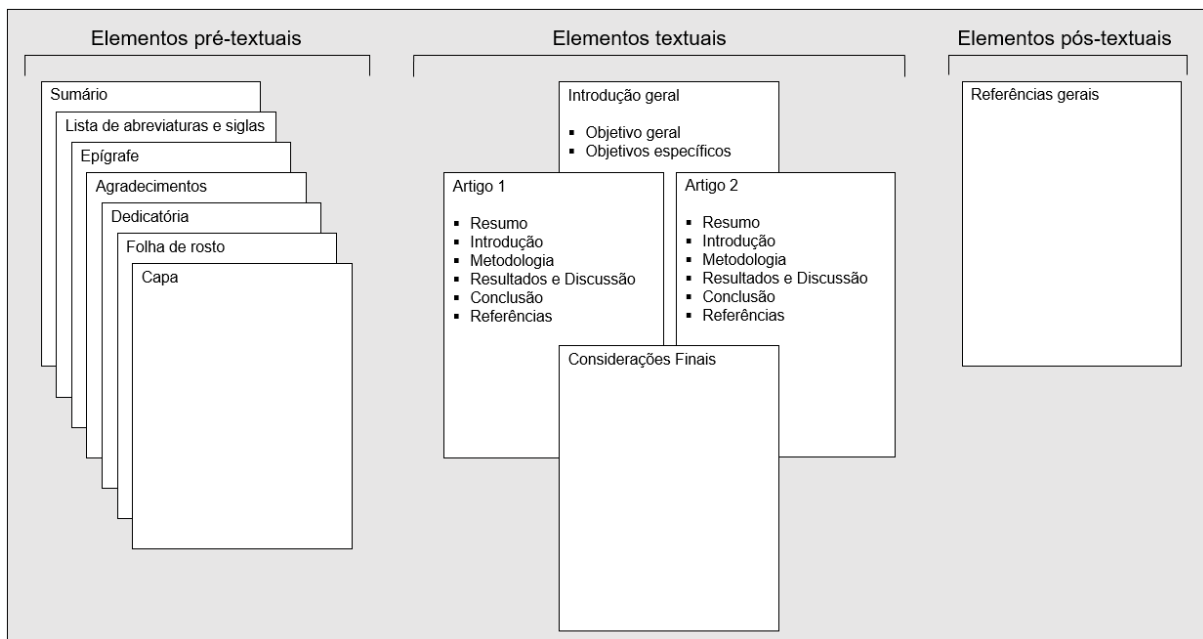 Elementos pré-textuais
Sumário
Lista de abreviaturas e siglas
Epígrafe
Agradecimentos
Dedicatória
Folha de rosto
Capa
Elementos textuais
Introdução geral
▪ Objetivo geral
▪ Objetivos específicos
Artigo 1
▪ Resumo
▪ Introdução
▪ Metodologia
▪ Resultados e Discussão
▪ Conclusão
▪ Referências
Artigo 2
▪ Resumo
▪ Introdução
▪ Metodologia
▪ Resultados e Discussão
▪ Conclusão
▪ Referências
Considerações Finais
Elementos pós-textuais
Referências gerais